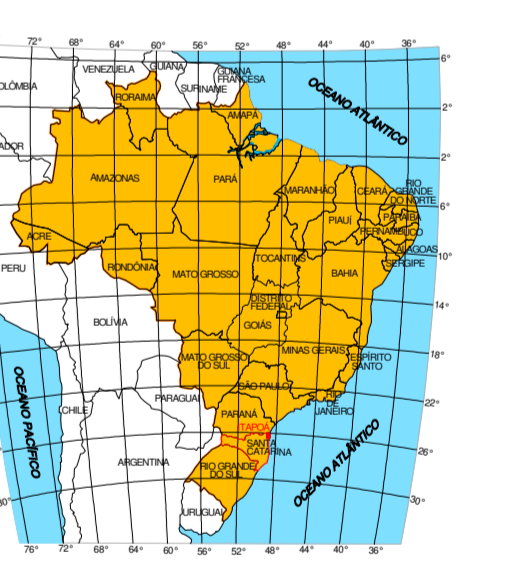 72° 68° 64° 60° 56° 52° 48° 44° 40° 36°
6°
VENEZUELA
GUIANA
GUIANA
FRANCESA
OLÔMBIA
SURINAME
RORAIMA
OCEANO ATLÂNTICO
2°
AMAPÁ
ADOR
2°
AMAZONAS
PARÁ
MARANHÃO
CEARÁ
RIO
GRANDE
DO NORTE
6°
PARAÍBA
PIAUÍ
PERNAMBUCO
ACRE
ALAGOAS
SERGIPE
10°
TOCANTINS
PERU
RONDÔNIA
MATO GROSSO
BAHIA
DISTRITO
FEDERAL
14°
BOLÍVIA
GOIÁS
MINAS GERAIS
18°
MATO GROSSO
DO SUL
ESPÍRITO
SANTO
SÃO PAULO
PARAGUAI
RIO
DE
JANEIRO
22°
CHILE
PARANÁ
OCEANO PACÍFICO
ITAPOÁ
SANTA
CATARINA
26°
ARGENTINA
RIO GRANDE
DO SUL
OCEANO ATLÂNTICO
30°
30°
URUGUAI
76° 72° 68° 64° 60° 56° 52° 48° 44° 40° 36°